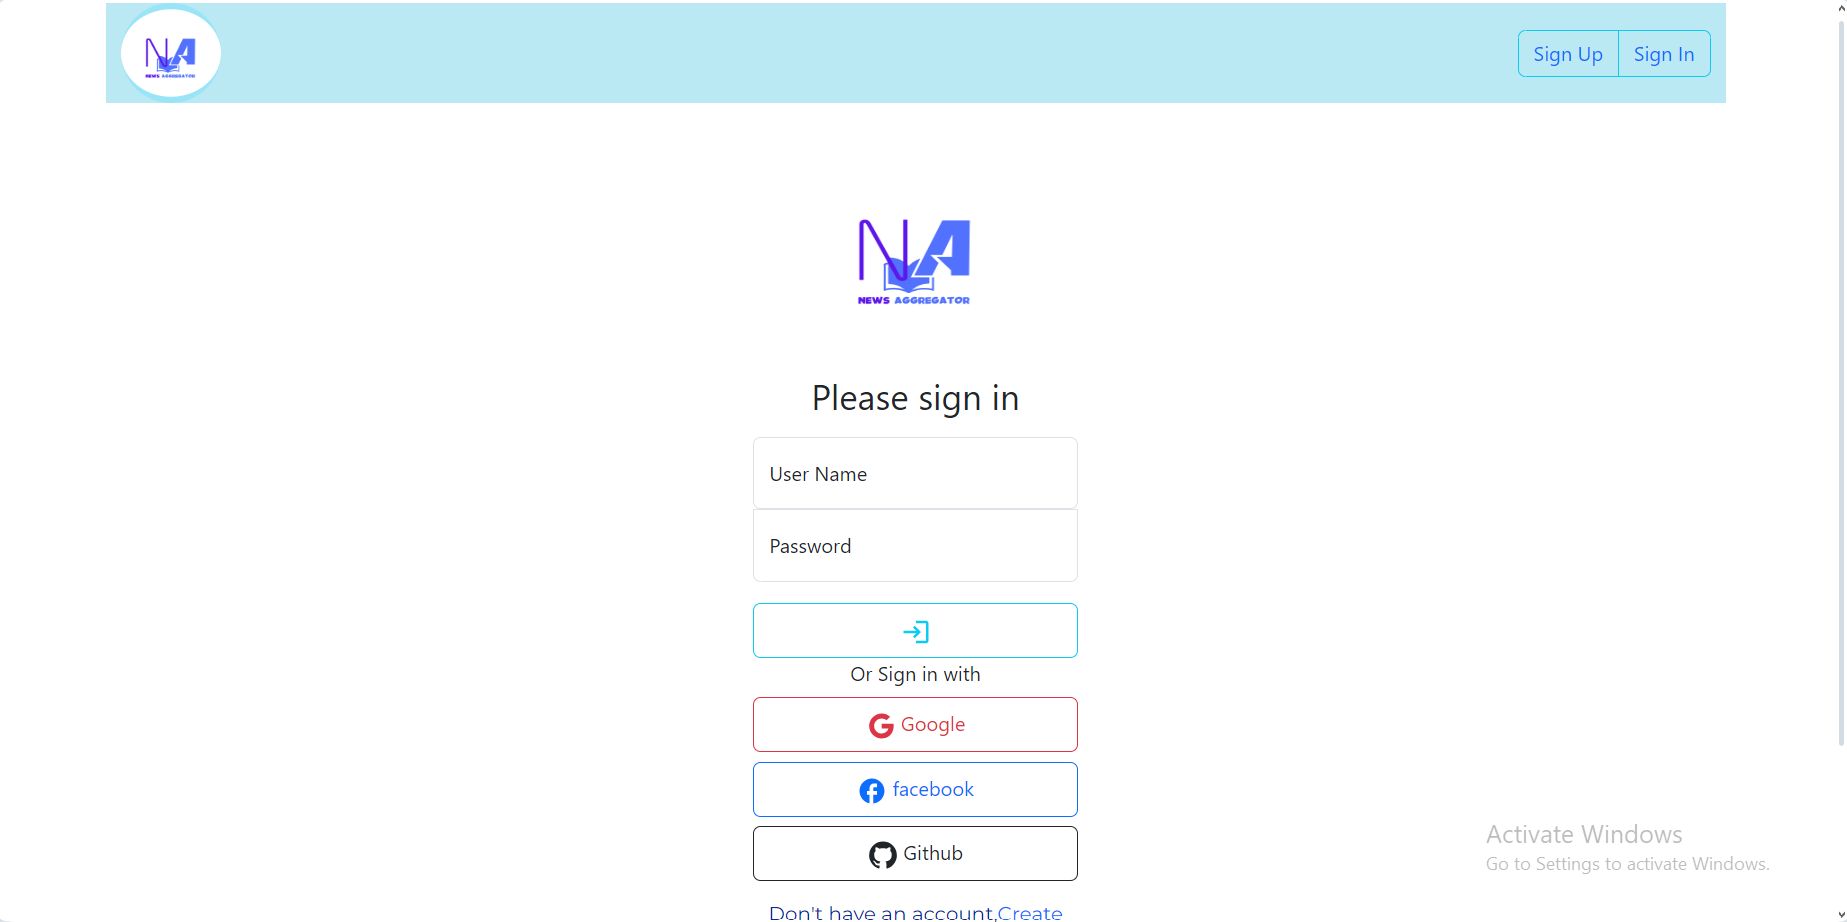 NA
NEWS AGGREGATOR
Sign Up
Sign In
NA
NEWS AGGREGATOR
Please sign in
User Name
Password
Or Sign in with
Google
facebook
Github
Don't have an account,Create
Activate Windows
Go to Settings to activate Windows.